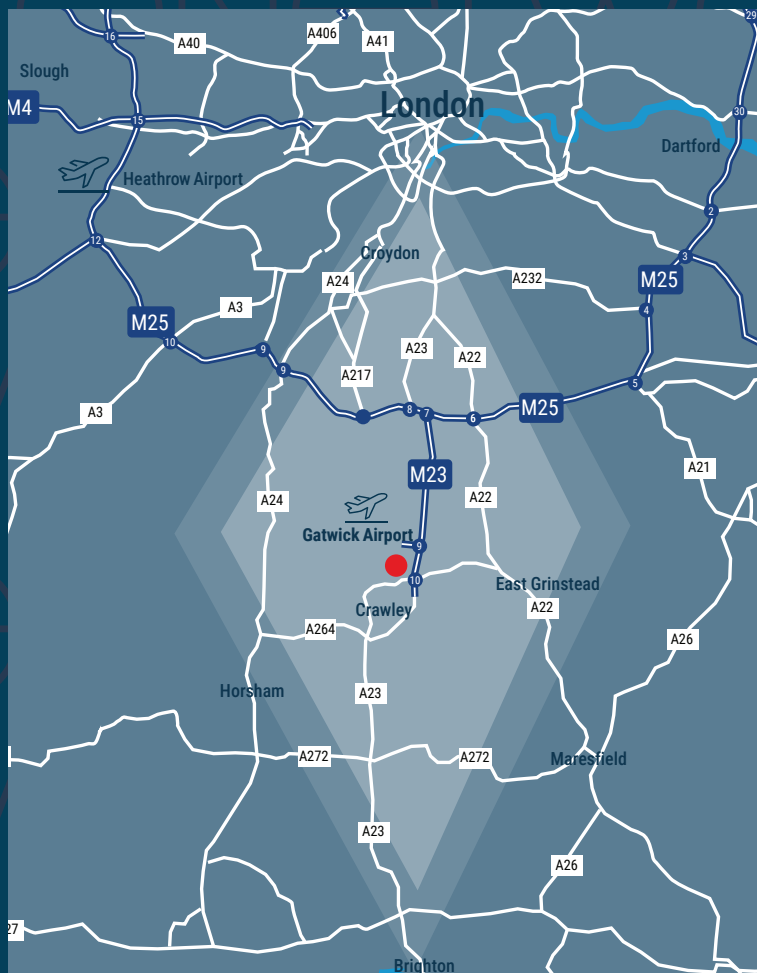 29
A406
A41
16
A40
Slough
London
M4
15
30
Dartford
Heathrow Airport
2
12
Croydon
3
A24
A232
M25
A3
4
M25
10
9
A23
A22
9
A217
5
M25
8
7
6
A3
A21
M23
A24
A22
Gatwick Airport
9
10
East Grinstead
Crawley
A22
A264
A26
Horsham
A23
A272
A272
Maresfield
A23
A26
27
Brighton